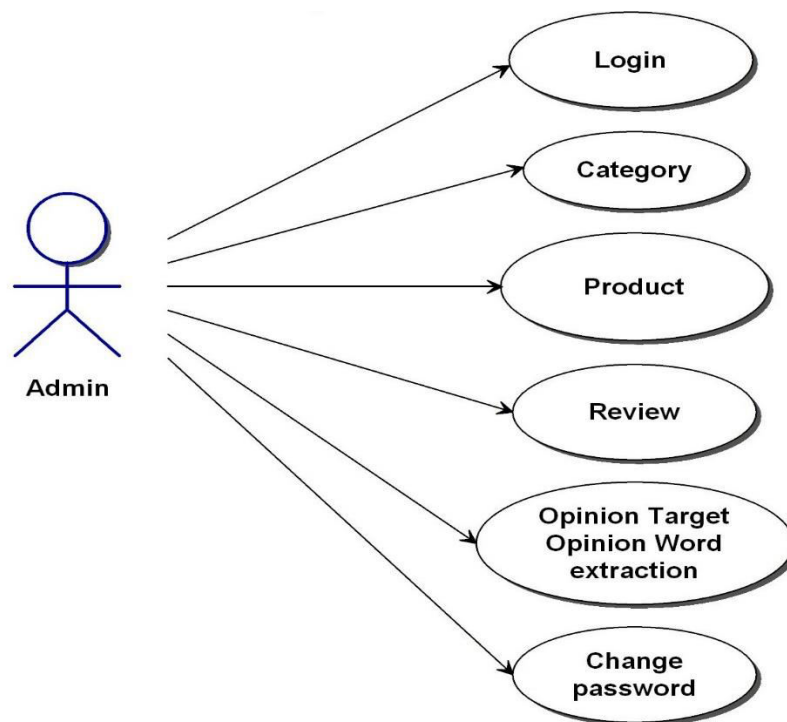 Login
Category
Product
Admin
Review
Opinion Target
Opinion Word
extraction
Change
password